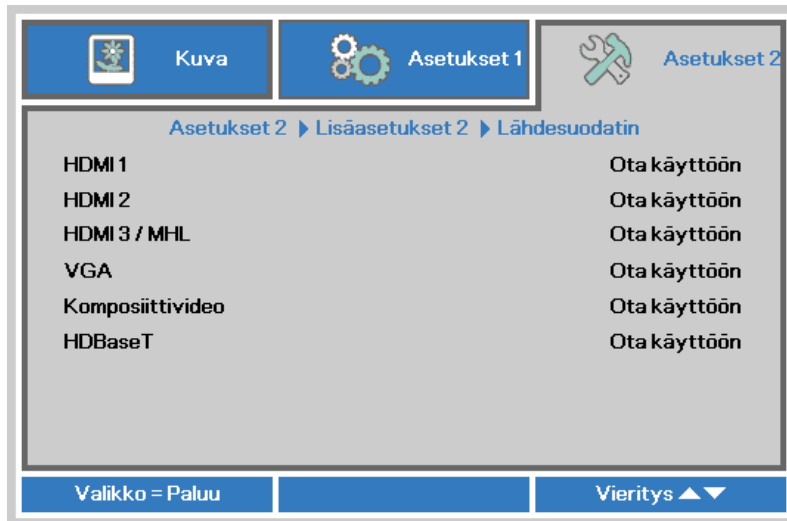 Kuva
Asetukset 1
Asetukset 2
Asetukset 2 ▶ Lisäasetukset 2 ▶ Lähdesuodatin
HDMI 1 Ota käyttöön
HDMI 2 Ota käyttöön
HDMI 3 / MHL Ota käyttöön
VGA Ota käyttöön
Komposiittivideo Ota käyttöön
HDBaseT Ota käyttöön
Valikko = Paluu
Vieritys ▲▼